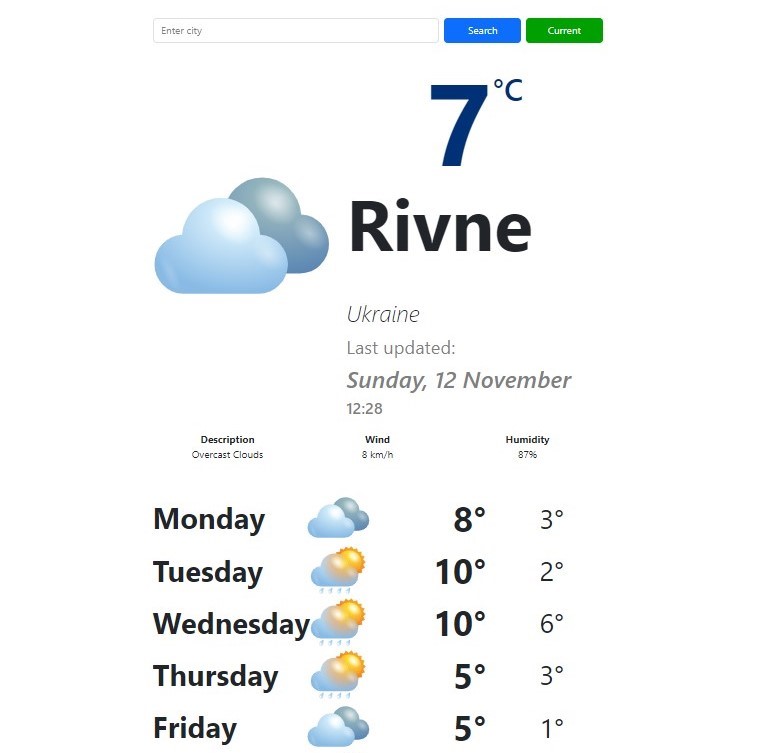 Enter city Search Current
7°C
Rivne
Ukraine
Last updated:
Sunday, 12 November
12:28
Description Wind Humidity
Overcast Clouds 8 km/h 87%
Monday 8° 3°
Tuesday 10° 2°
Wednesday 10° 6°
Thursday 5° 3°
Friday 5° 1°